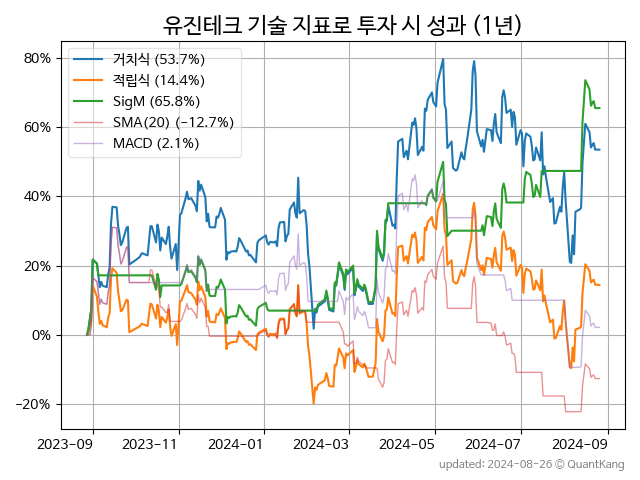 유진테크 기술 지표로 투자 시 성과 (1년)
80%
60%
40%
20%
0%
−20%
거치식 (53.7%)
적립식 (14.4%)
SigM (65.8%)
SMA(20) (−12.7%)
MACD (2.1%)
2023−09 2023−11 2024−01 2024−03 2024−05 2024−07 2024−09
updated: 2024−08−26 ⓒ QuantKang